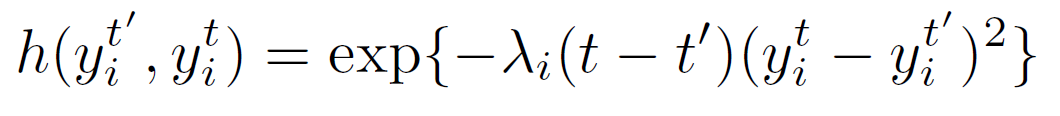 h(y_i^{t'}, y_i^t) = exp{−λ_i(t − t')(y_i^t − y_i^{t'})^2}